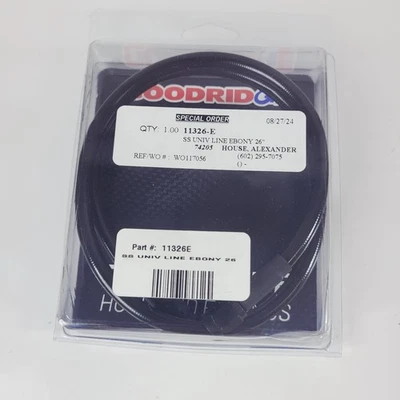 OODRIDG
SPECIAL ORDER 08/27/24
QTY: 1.00 11326-E
SS UNIV LINE EBONY 26"
74205 HOUSE, ALEXANDER
REF/WO # : WO117056 (602) 295-7075
() -
Part #: 11326E
SS UNIV LINE EBONY 26